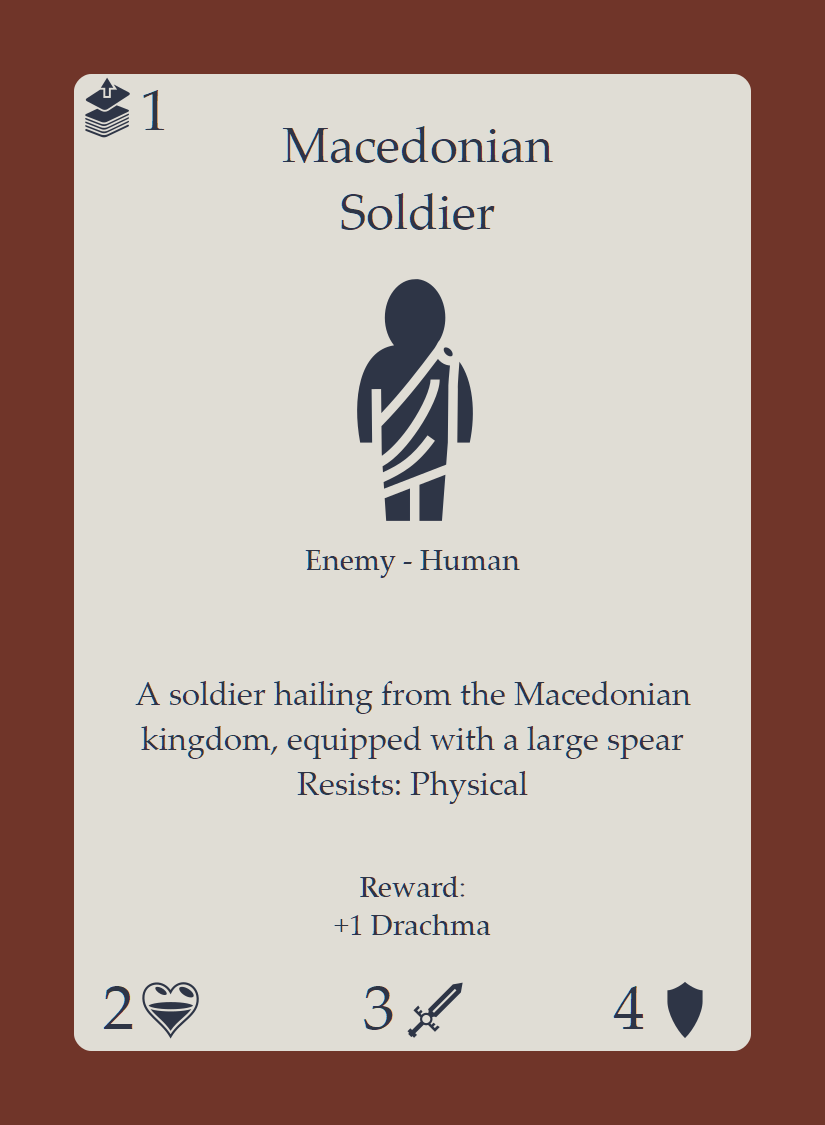 1
Macedonian
Soldier
Enemy - Human
A soldier hailing from the Macedonian
kingdom, equipped with a large spear
Resists: Physical
Reward:
+1 Drachma
2 3 4